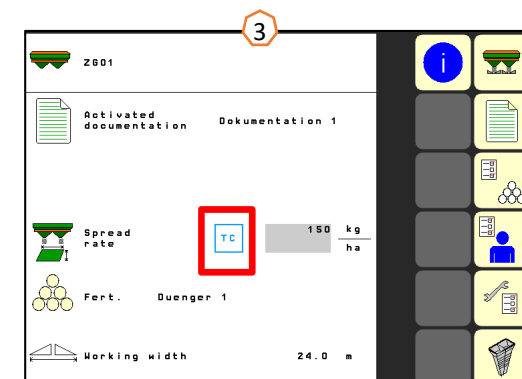 3
ZG01
i
Activated
documentation
Dokumentation 1
Spread
rate
TC
150 kg
ha
Fert. Duenger 1
Working width 24.0 m